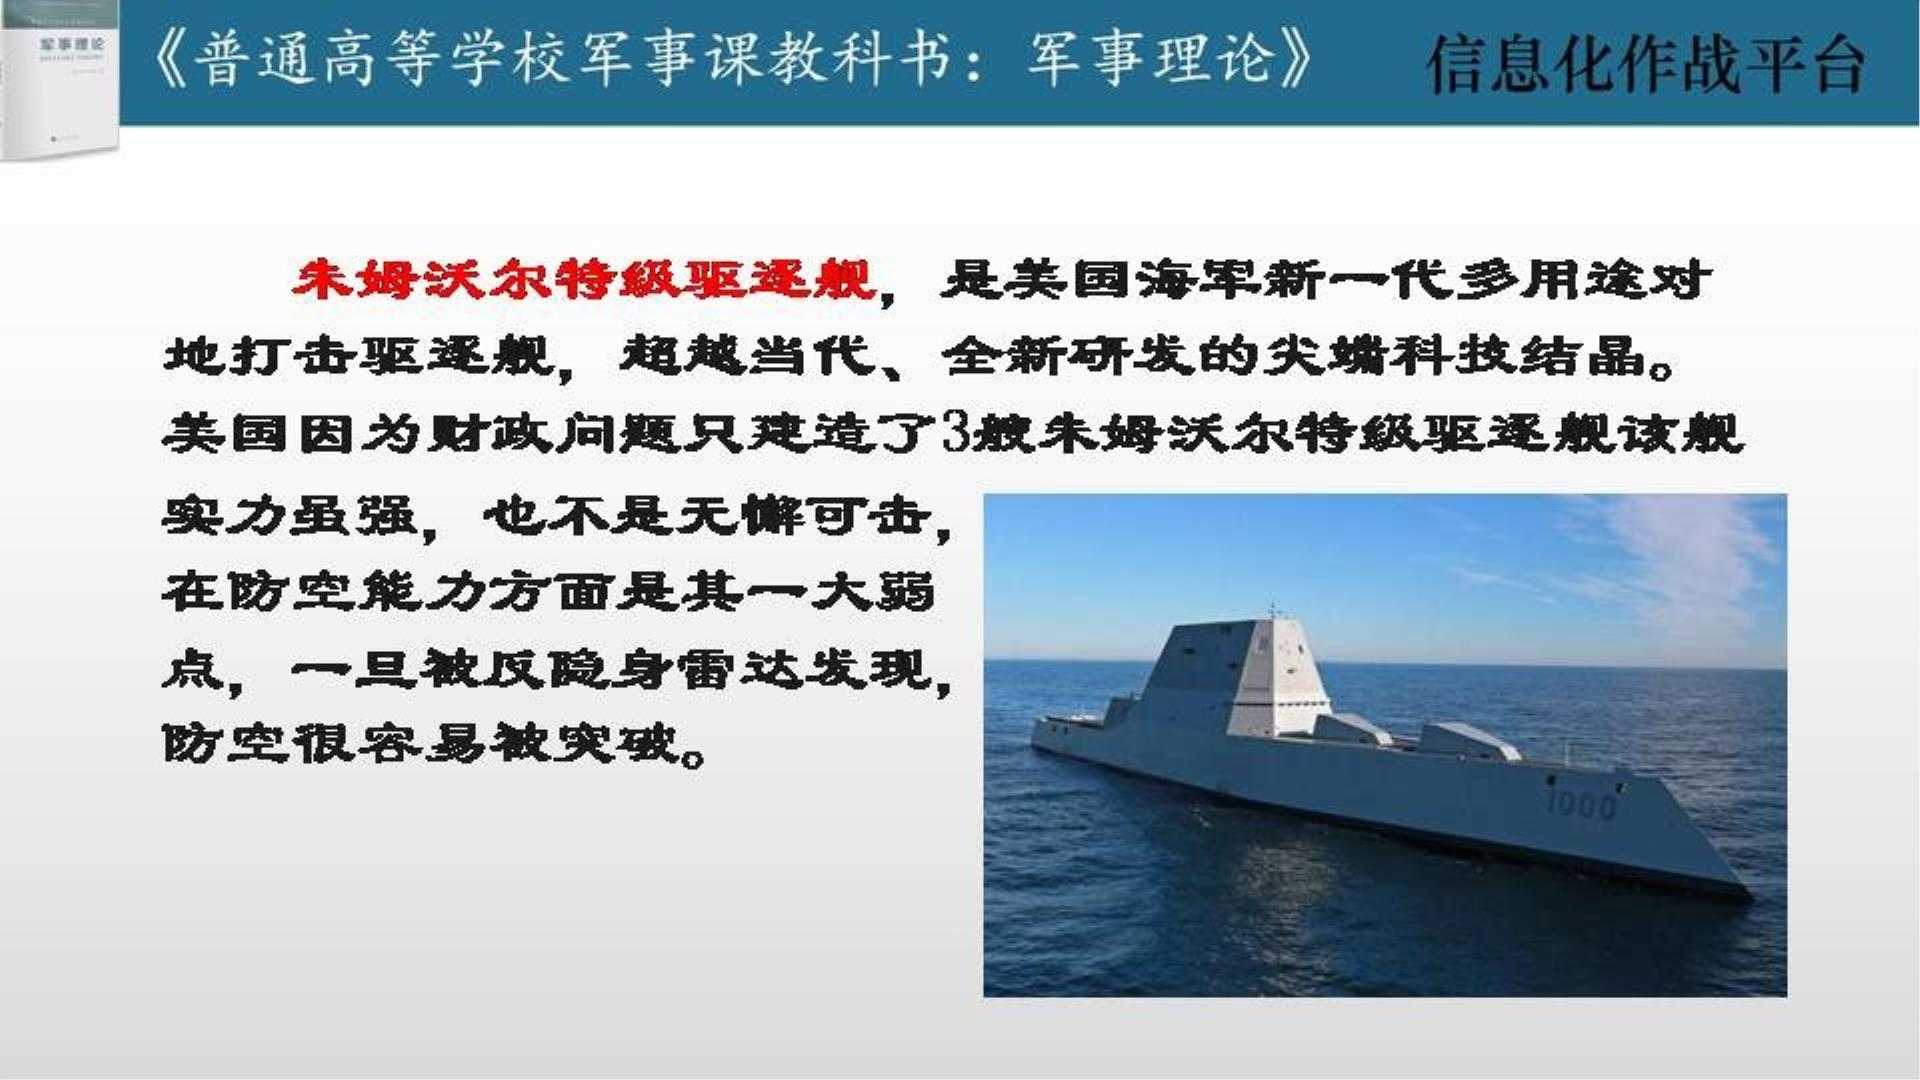 军事理论
《普通高等学校军事课教科书：军事理论》
信息化作战平台
朱姆沃尔特级驱逐舰，是美国海军新一代多用途对
地打击驱逐舰，超越当代、全新研发的尖端科技结晶。
美国因为财政问题只建造了3艘朱姆沃尔特级驱逐舰该舰
实力虽强，也不是无懈可击，
在防空能力方面是其一大弱
点，一旦被反隐身雷达发现，
防空很容易被突破。
1000